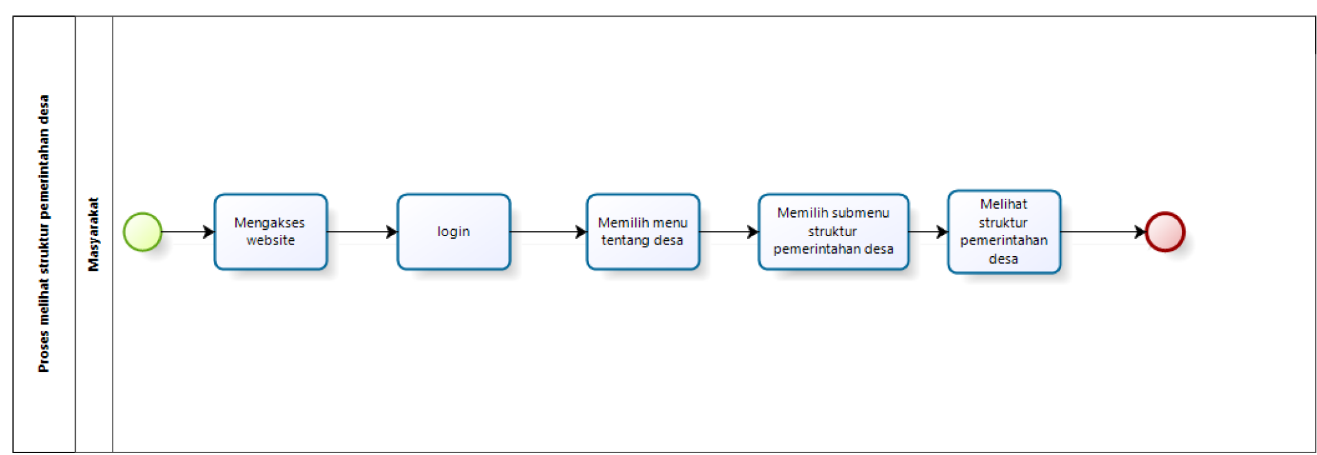 Proses melihat struktur pemerintahan desa
Masyarakat
Mengakses
website
login
Memilih menu
tentang desa
Memilih submenu
struktur
pemerintahan desa
Melihat
struktur
pemerintahan
desa